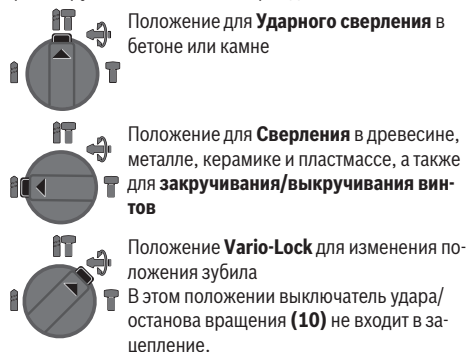 Положение для Ударного сверления в
бетоне или камне
Положение для Сверления в древесине,
металле, керамике и пластмассе, а также
для закручивания/выкручивания вин-
тов
Положение Vario-Lock для изменения по-
ложения зубила
В этом положении выключатель удара/
останова вращения (10) не входит в за-
цепление.